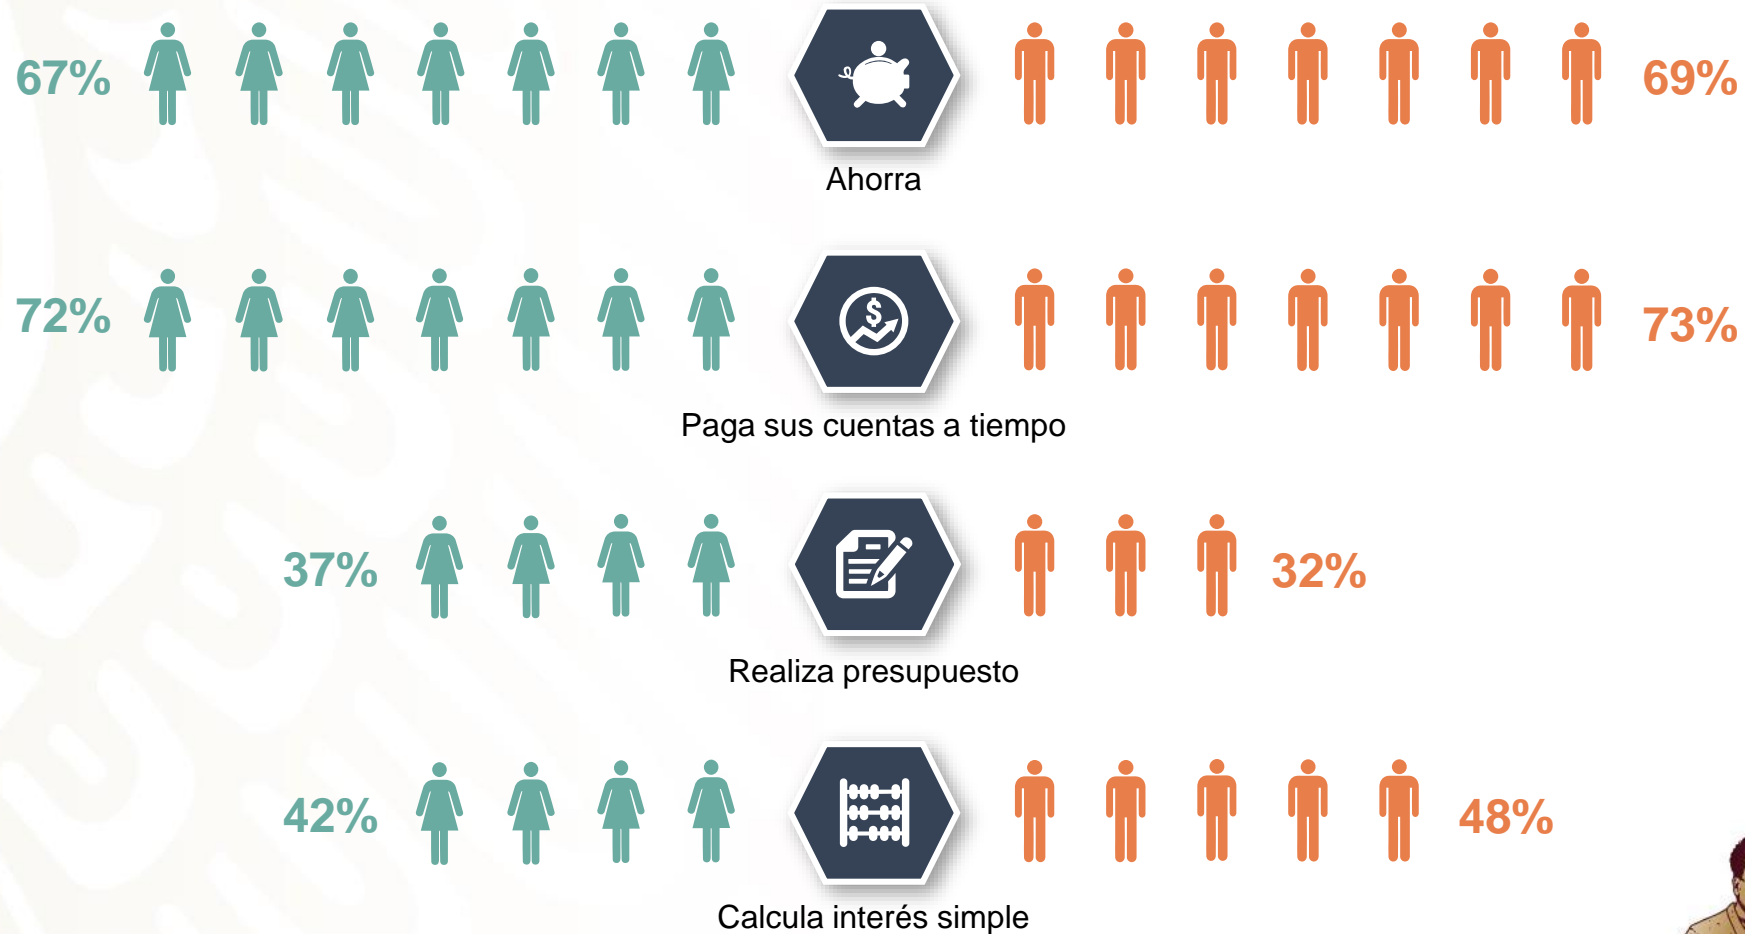 67%
69%
Ahorra
72%
73%
Paga sus cuentas a tiempo
37%
32%
Realiza presupuesto
42%
48%
Calcula interés simple